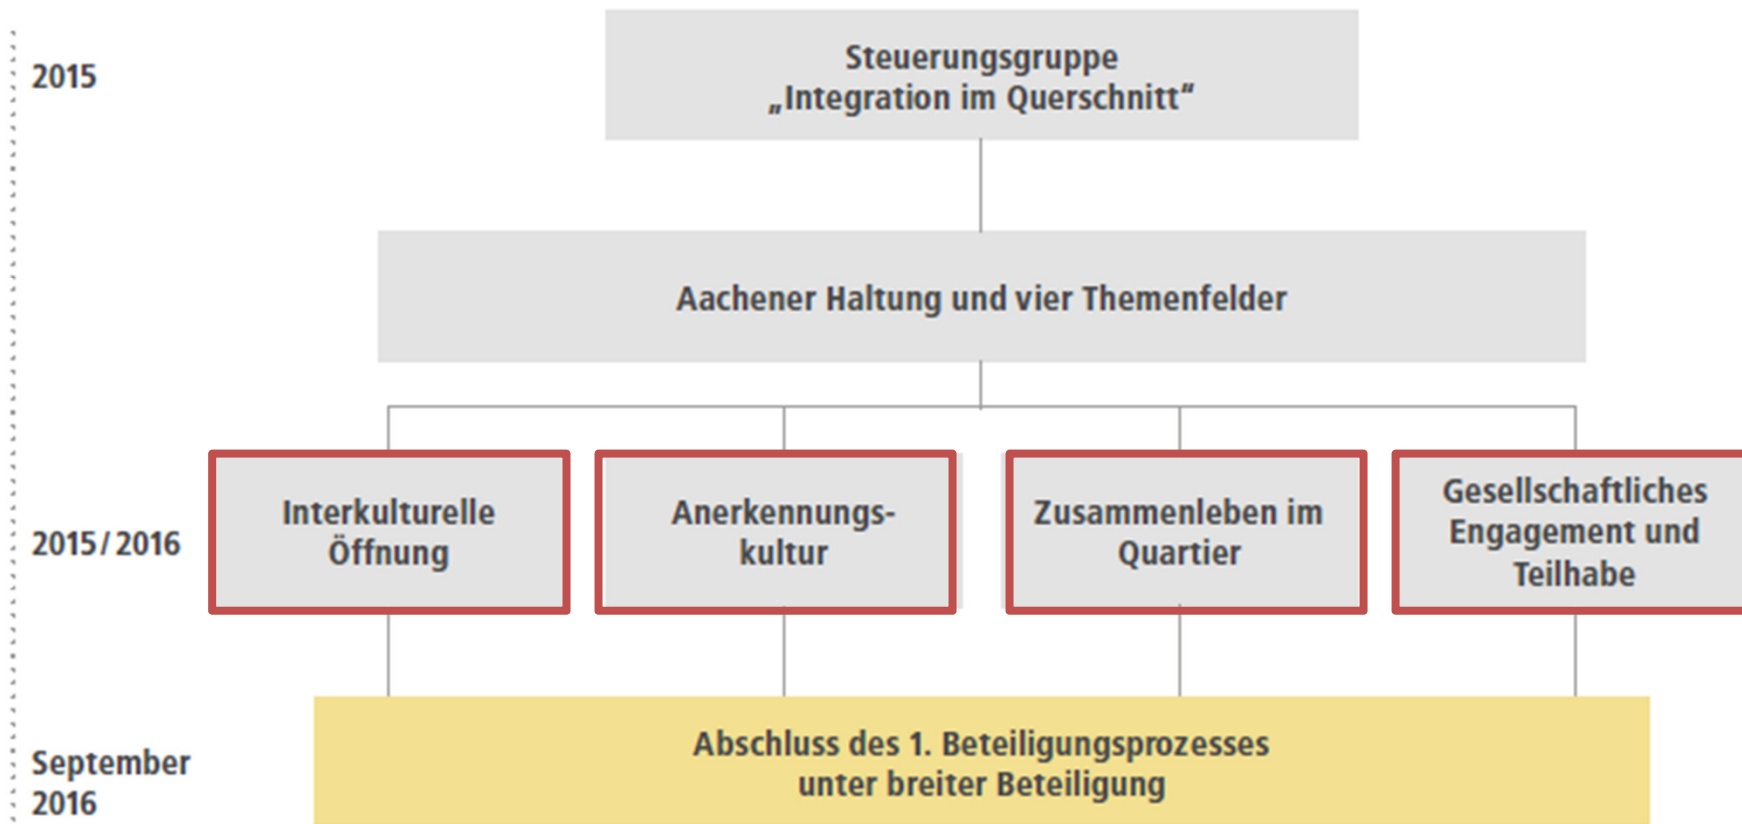 2015
Steuerungsgruppe
„Integration im Querschnitt“
Aachener Haltung und vier Themenfelder
2015/2016
Interkulturelle
Öffnung
Anerkennungs-
kultur
Zusammenleben im
Quartier
Gesellschaftliches
Engagement und
Teilhabe
September
2016
Abschluss des 1. Beteiligungsprozesses
unter breiter Beteiligung